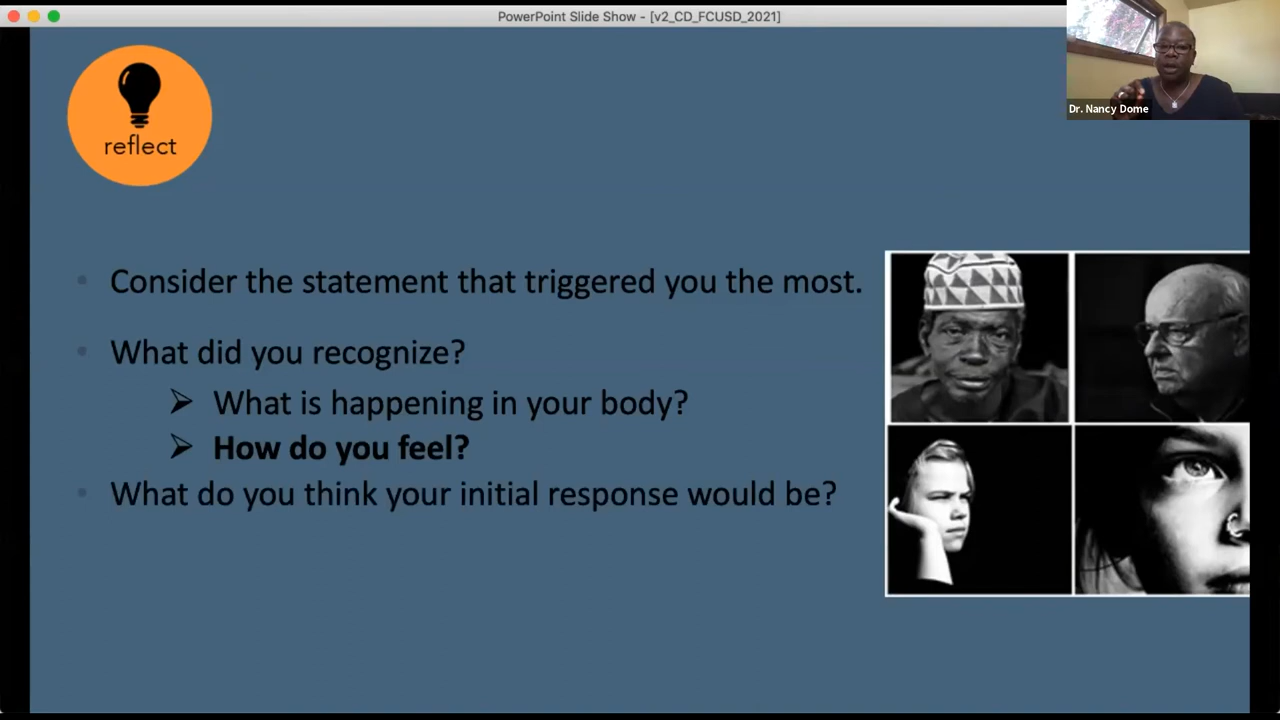 PowerPoint Slide Show - [v2_CD_FCUSD_2021]
Dr. Nancy Dome
reflect
• Consider the statement that triggered you the most.
• What did you recognize?
➢ What is happening in your body?
➢ How do you feel?
• What do you think your initial response would be?